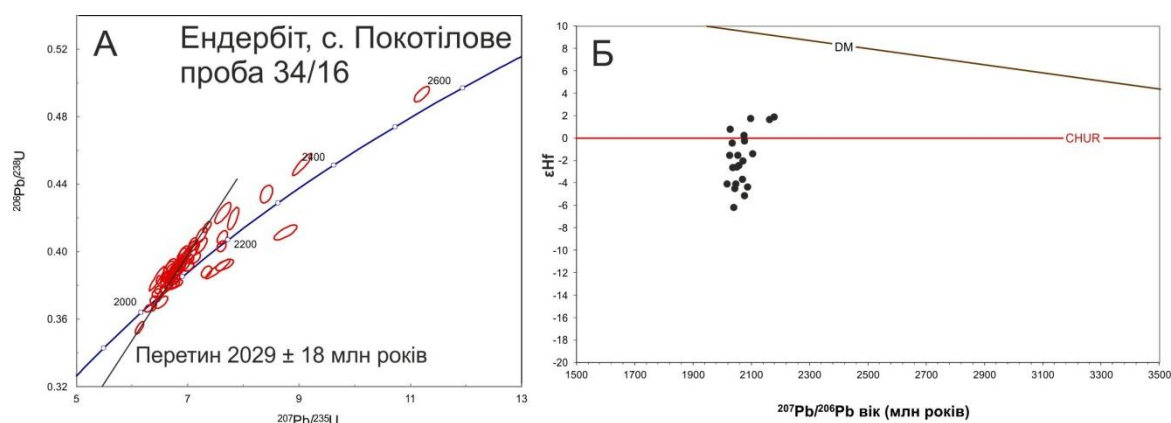 А
Ендербіт, с. Покотілове
проба 34/16
0.52
0.48
0.44
0.40
0.36
0.32
²⁰⁶Pb/²³⁸U
2600
2400
2200
2000
Перетин 2029 ± 18 млн років
5 7 9 11 13
²⁰⁷Pb/²³⁵U
Б
10
8
6
4
2
0
-2
-4
-6
-8
-10
-12
-14
-16
-18
-20
εHf
DM
CHUR
1500 1700 1900 2100 2300 2500 2700 2900 3100 3300 3500
²⁰⁷Pb/²⁰⁶Pb вік (млн років)